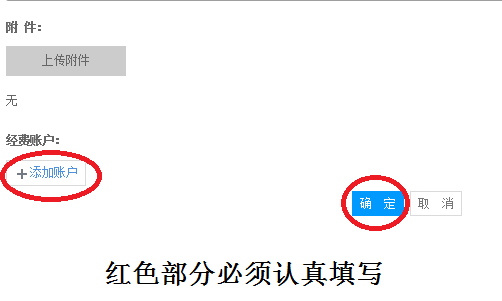 附 件：
上传附件
无
经费账户：
+添加账户
确 定 取 消
红色部分必须认真填写